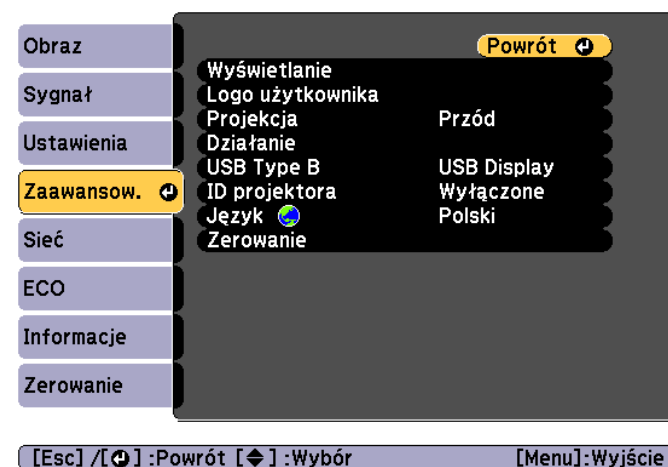 Obraz
Sygnał
Ustawienia
Zaawansow.
Sieć
ECO
Informacje
Zerowanie
Powrót
Wyświetlanie
Logo użytkownika
Projekcja Przód
Działanie
USB Type B USB Display
ID projektora Wyłączone
Język Polski
Zerowanie
[Esc] /[ ] :Powrót [ ] :Wybór [Menu]:Wyjście